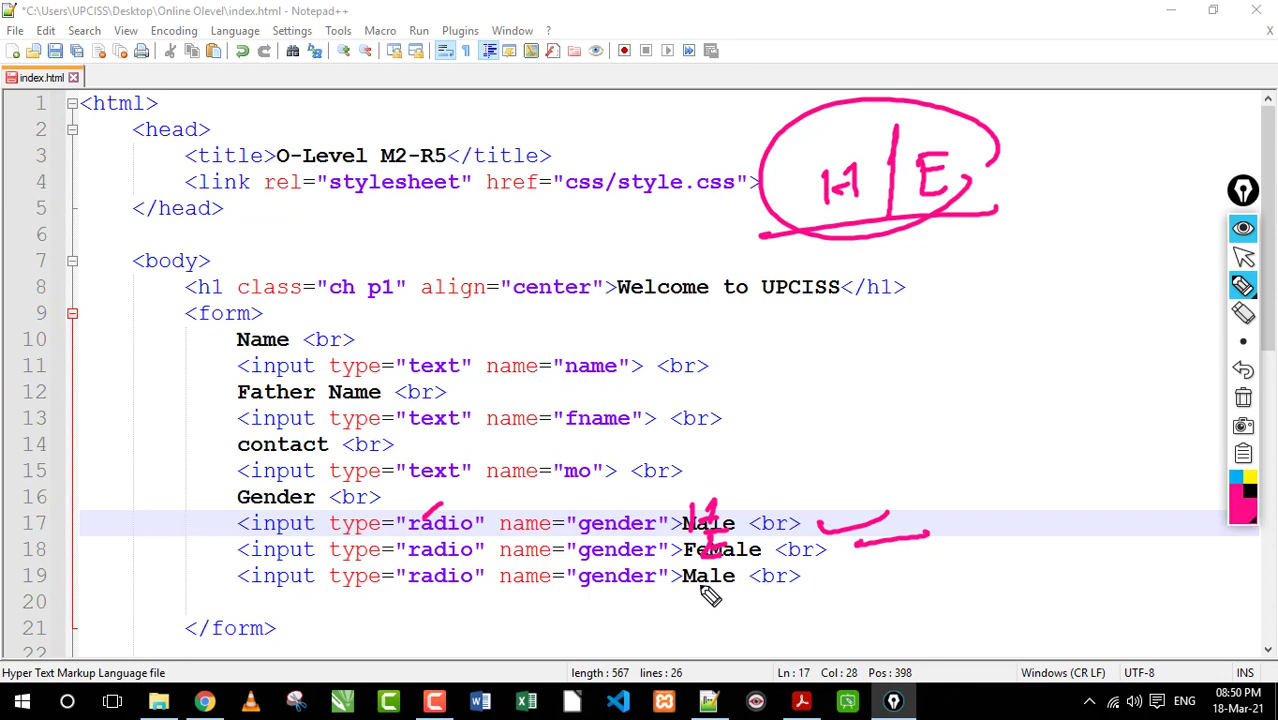 *C:\Users\UPCISS\Desktop\Online Olevel\index.html - Notepad++
File Edit Search View Encoding Language Settings Tools Macro Run Plugins Window ? X
index.html
1 <html>
2 <head>
3 <title>O-Level M2-R5</title>
4 <link rel="stylesheet" href="css/style.css">
5 </head>
6
7 <body>
8 <h1 class="ch p1" align="center">Welcome to UPCISS</h1>
9 <form>
10 Name <br>
11 <input type="text" name="name"> <br>
12 Father Name <br>
13 <input type="text" name="fname"> <br>
14 contact <br>
15 <input type="text" name="mo"> <br>
16 Gender <br>
17 <input type="radio" name="gender">Male <br>
18 <input type="radio" name="gender">FeMale <br>
19 <input type="radio" name="gender">Male <br>
20
21 </form>
22
H E
H
E
Hyper Text Markup Language file length : 567 lines : 26 Ln : 17 Col : 28 Pos : 398 Windows (CR LF) UTF-8 INS
ENG 08:50 PM
18-Mar-21